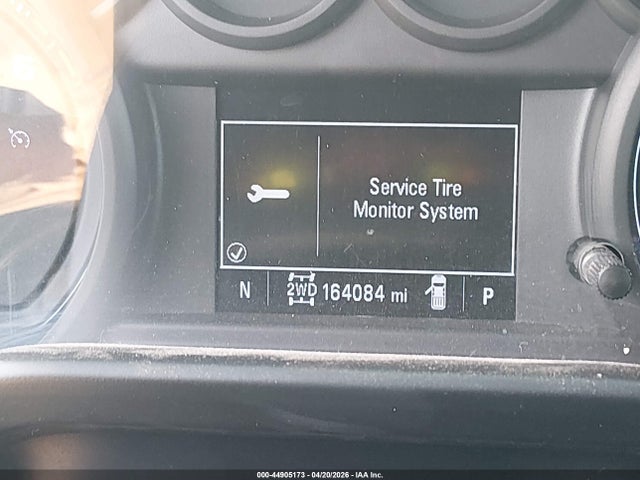 Service Tire
Monitor System
N 2WD 164084 mi P
000-44905173 - 04/20/2026 - IAA Inc.